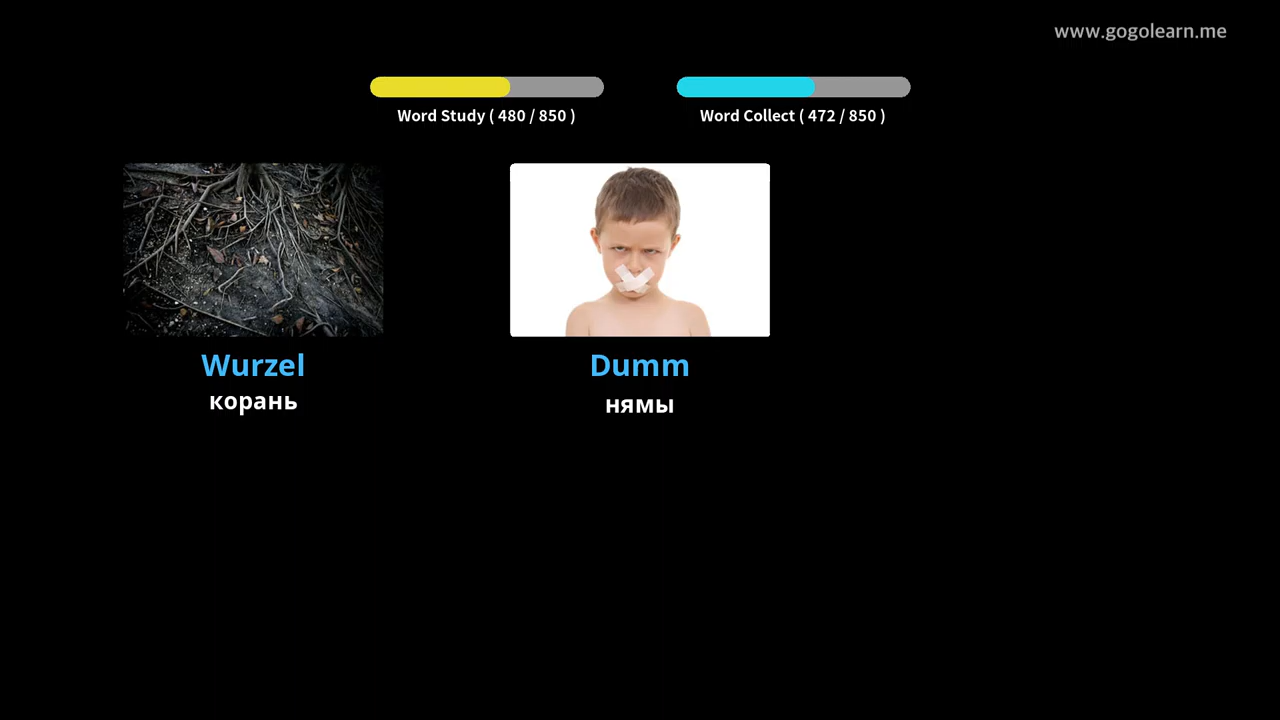 www.gogolearn.me
Word Study ( 480 / 850 )
Word Collect ( 472 / 850 )
Wurzel
корань
Dumm
нямы